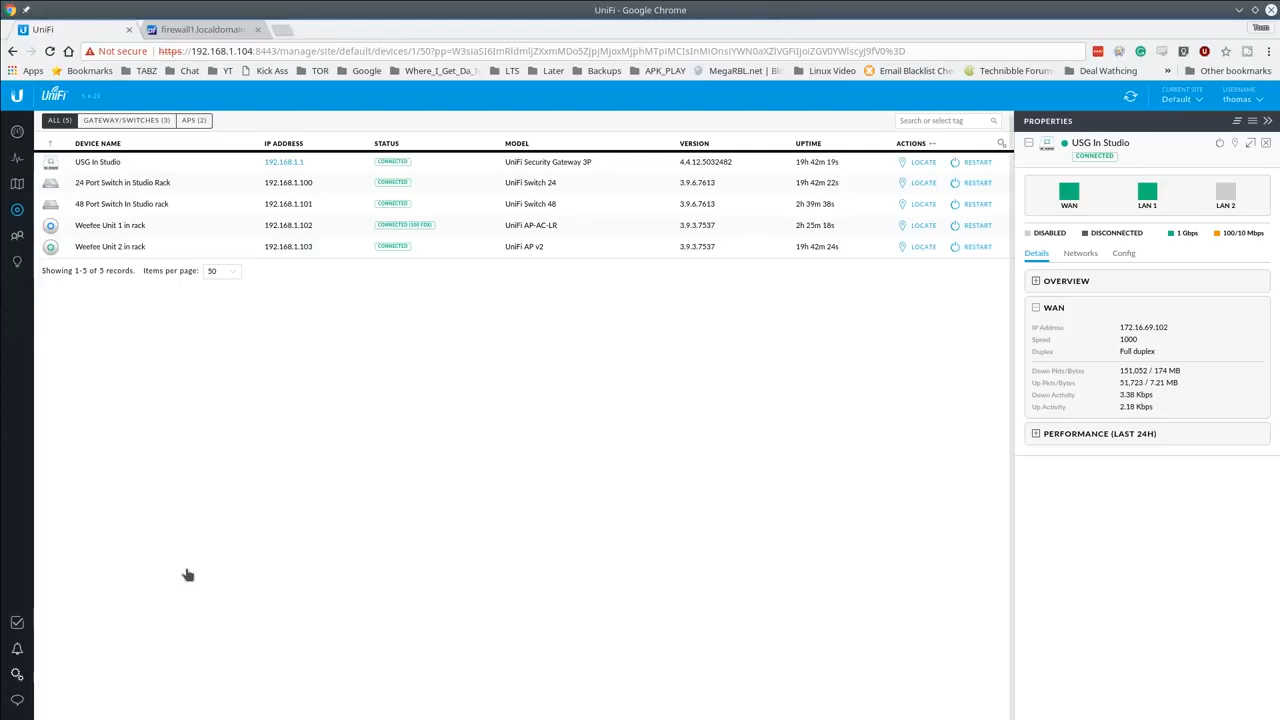 UniFi - Google Chrome
UniFi
firewall1.localdomain
Tom
Not secure https://192.168.1.104:8443/manage/site/default/devices/1/50?pp=
Apps Bookmarks TABZ Chat YT Kick Ass TOR Google Where_I_Get_Da_ LTS Later Backups APK_PLAY MegaRBL.net | Blo Linux Video Email Blacklist Che Technibble Forum Deal Wathcing » Other bookmarks
U UniFi 5.6.22
CURRENT SITE
Default
USERNAME
thomas
ALL (5) GATEWAY/SWITCHES (3) APS (2)
Search or select tag
DEVICE NAME IP ADDRESS STATUS MODEL VERSION UPTIME ACTIONS
USG In Studio 192.168.1.1 CONNECTED UniFi Security Gateway 3P 4.4.12.5032482 19h 42m 19s LOCATE RESTART
24 Port Switch in Studio Rack 192.168.1.100 CONNECTED UniFi Switch 24 3.9.6.7613 19h 42m 22s LOCATE RESTART
48 Port Switch In Studio rack 192.168.1.101 CONNECTED UniFi Switch 48 3.9.6.7613 2h 39m 38s LOCATE RESTART
Weefee Unit 1 in rack 192.168.1.102 CONNECTED (100 FDX) UniFi AP-AC-LR 3.9.3.7537 2h 25m 18s LOCATE RESTART
Weefee Unit 2 in rack 192.168.1.103 CONNECTED UniFi AP v2 3.9.3.7537 19h 42m 24s LOCATE RESTART
Showing 1-5 of 5 records. Items per page: 50
PROPERTIES
USG In Studio
CONNECTED
WAN LAN 1 LAN 2
DISABLED DISCONNECTED 1 Gbps 100/10 Mbps
Details Networks Config
OVERVIEW
WAN
IP Address 172.16.69.102
Speed 1000
Duplex Full duplex
Down Pkts/Bytes 151,052 / 174 MB
Up Pkts/Bytes 51,723 / 7.21 MB
Down Activity 3.38 Kbps
Up Activity 2.18 Kbps
PERFORMANCE (LAST 24H)